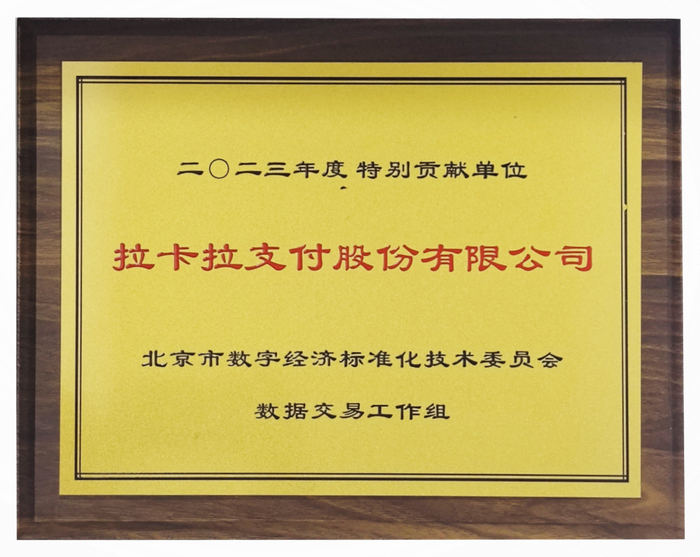 二〇二三年度 特别贡献单位
拉卡拉支付股份有限公司
北京市数字经济标准化技术委员会
数据交易工作组